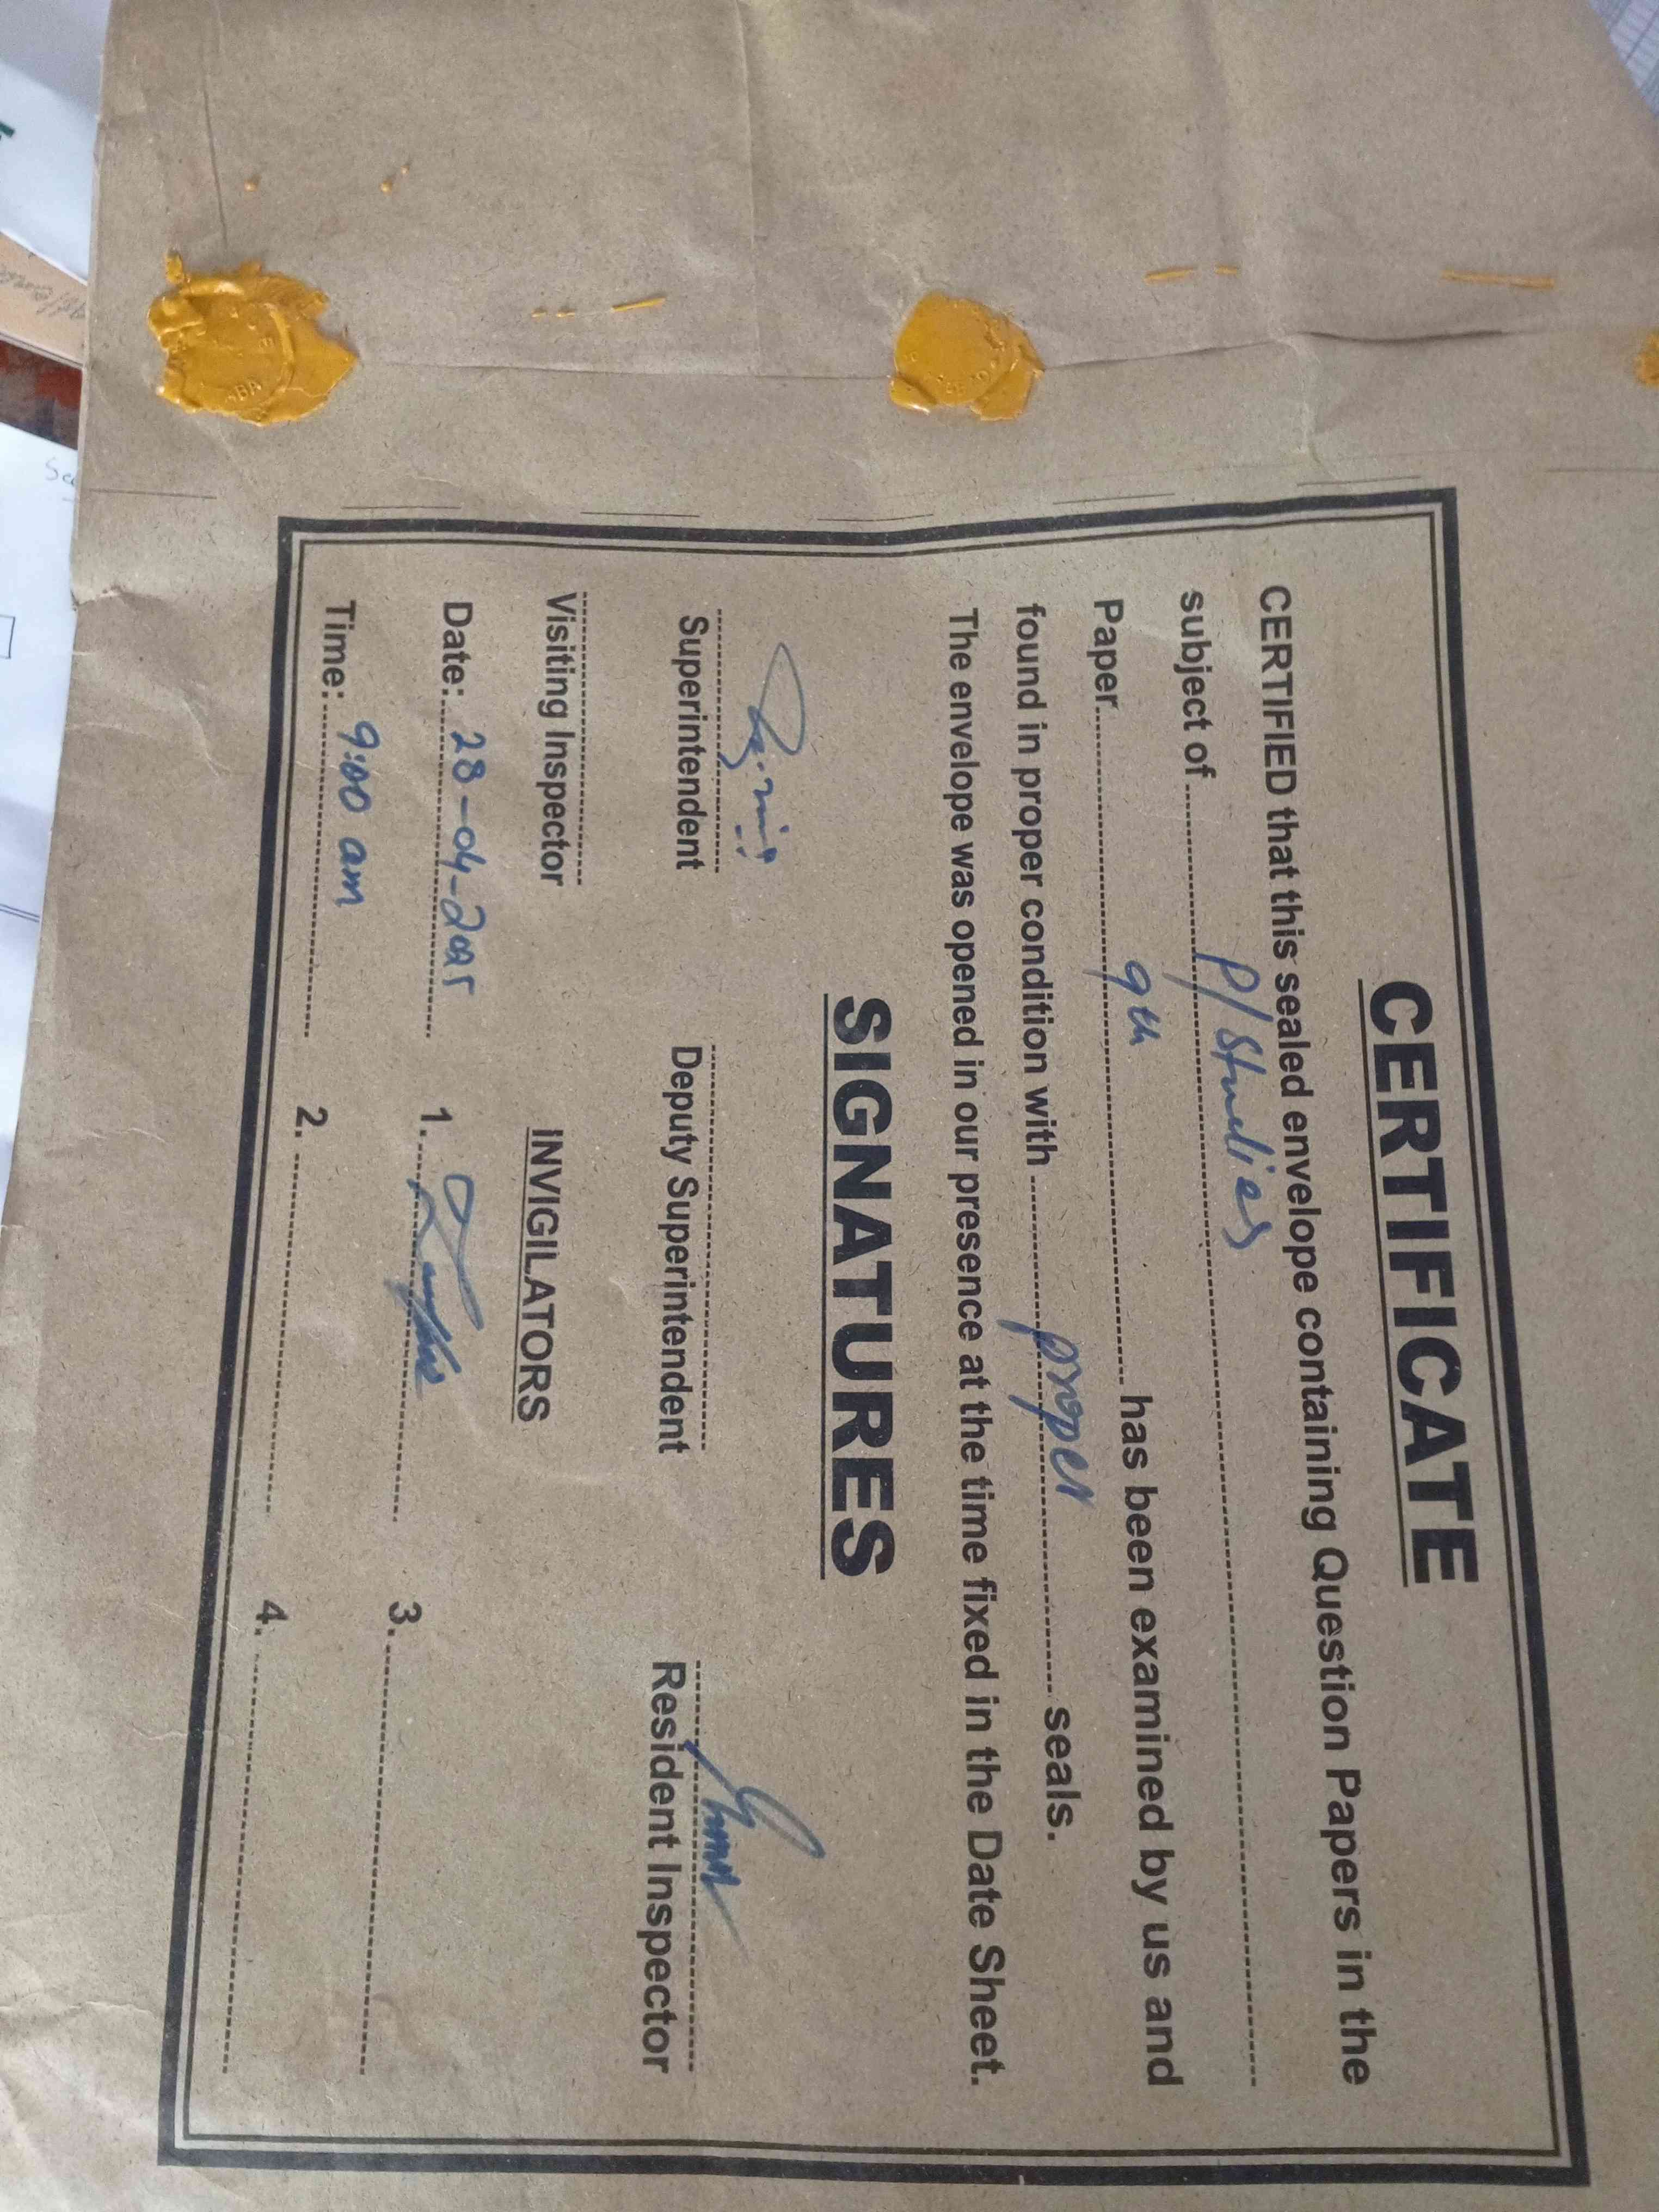 CERTIFICATE
CERTIFIED that this sealed envelope containing Question Papers in the
subject of P/Studies
Paper 9th has been examined by us and
found in proper condition with proper seals.
The envelope was opened in our presence at the time fixed in the Date Sheet.
SIGNATURES
Superintendent Deputy Superintendent Resident Inspector
Visiting Inspector
INVIGILATORS
Date: 28-04-2025
1. 3.
Time: 9:00 am
2. 4.